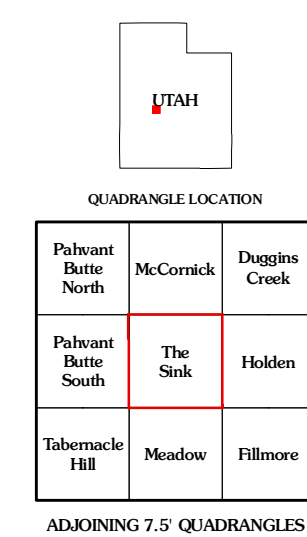 UTAH
QUADRANGLE LOCATION
Pahvant
Butte
North
McCornick
Duggins
Creek
Pahvant
Butte
South
The
Sink
Holden
Tabernacle
Hill
Meadow
Fillmore
ADJOINING 7.5' QUADRANGLES